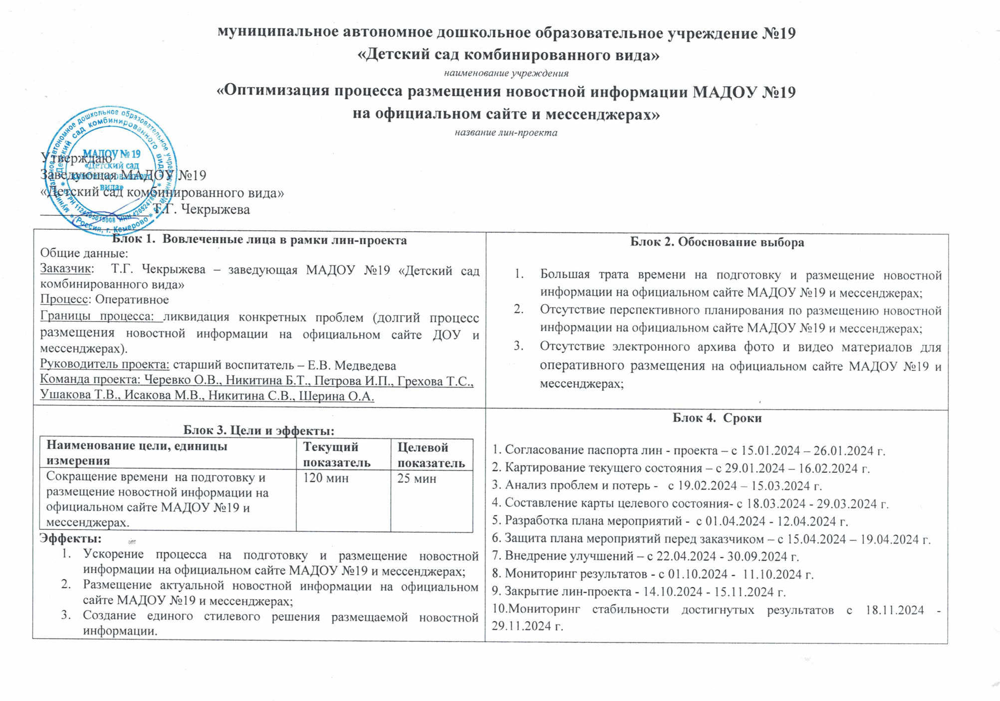 муниципальное автономное дошкольное образовательное учреждение №19
«Детский сад комбинированного вида»
наименование учреждения
«Оптимизация процесса размещения новостной информации МАДОУ №19
на официальном сайте и мессенджерах»
название лин-проекта
муниципальное автономное дошкольное образовательное учреждение № 19
Детский сад комбинированного вида»
МАДОУ № 19
«Детский сад
комбинированного
вида»
Россия, г. Кемерово
Утверждаю
Заведующая МАДОУ №19
«Детский сад комбинированного вида»
Т.Г. Чекрыжева
Блок 1. Вовлеченные лица в рамки лин-проекта
Общие данные:
Заказчик: Т.Г. Чекрыжева – заведующая МАДОУ №19 «Детский сад
комбинированного вида»
Процесс: Оперативное
Границы процесса: ликвидация конкретных проблем (долгий процесс
размещения новостной информации на официальном сайте ДОУ и
мессенджерах).
Руководитель проекта: старший воспитатель – Е.В. Медведева
Команда проекта: Черевко О.В., Никитина Б.Т., Петрова И.П., Грехова Т.С.,
Ушакова Т.В., Исакова М.В., Никитина С.В., Шерина О.А.
Блок 2. Обоснование выбора
1. Большая трата времени на подготовку и размещение новостной
информации на официальном сайте МАДОУ №19 и мессенджерах;
2. Отсутствие перспективного планирования по размещению новостной
информации на официальном сайте МАДОУ №19 и мессенджерах;
3. Отсутствие электронного архива фото и видео материалов для
оперативного размещения на официальном сайте МАДОУ №19 и
мессенджерах;
Блок 3. Цели и эффекты:
Наименование цели, единицы
измерения
Текущий
показатель
Целевой
показатель
Сокращение времени на подготовку и
размещение новостной информации на
официальном сайте МАДОУ №19 и
мессенджерах.
120 мин
25 мин
Эффекты:
1. Ускорение процесса на подготовку и размещение новостной
информации на официальном сайте МАДОУ №19 и мессенджерах;
2. Размещение актуальной новостной информации на официальном
сайте МАДОУ №19 и мессенджерах;
3. Создание единого стилевого решения размещаемой новостной
информации.
Блок 4. Сроки
1. Согласование паспорта лин - проекта – с 15.01.2024 – 26.01.2024 г.
2. Картирование текущего состояния – с 29.01.2024 – 16.02.2024 г.
3. Анализ проблем и потерь - с 19.02.2024 – 15.03.2024 г.
4. Составление карты целевого состояния- с 18.03.2024 - 29.03.2024 г.
5. Разработка плана мероприятий - с 01.04.2024 - 12.04.2024 г.
6. Защита плана мероприятий перед заказчиком – с 15.04.2024 – 19.04.2024 г.
7. Внедрение улучшений – с 22.04.2024 - 30.09.2024 г.
8. Мониторинг результатов - с 01.10.2024 - 11.10.2024 г.
9. Закрытие лин-проекта - 14.10.2024 - 15.11.2024 г.
10.Мониторинг стабильности достигнутых результатов с 18.11.2024 -
29.11.2024 г.